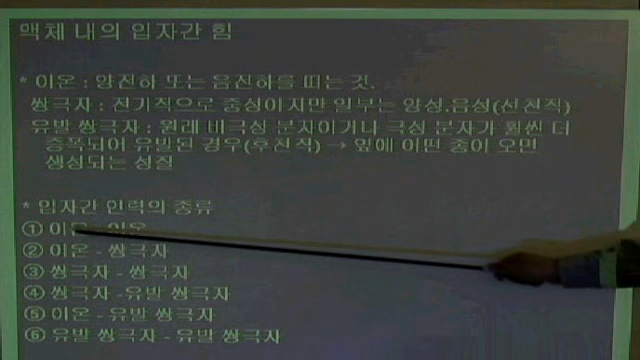 액체 내의 입자간 힘
* 이온 : 양전하 또는 음전하를 띠는 것.
쌍극자 : 전기적으로 중성이지만 일부는 양성.음성(선천적)
유발 쌍극자 : 원래 비극성 분자이거나 극성 분자가 훨씬 더
증폭되어 유발된 경우(후천적) → 옆에 어떤 종이 오면
생성되는 성질
* 입자간 인력의 종류
① 이온 - 이온
② 이온 - 쌍극자
③ 쌍극자 - 쌍극자
④ 쌍극자 -유발 쌍극자
⑤ 이온 - 유발 쌍극자
⑥ 유발 쌍극자 - 유발 쌍극자